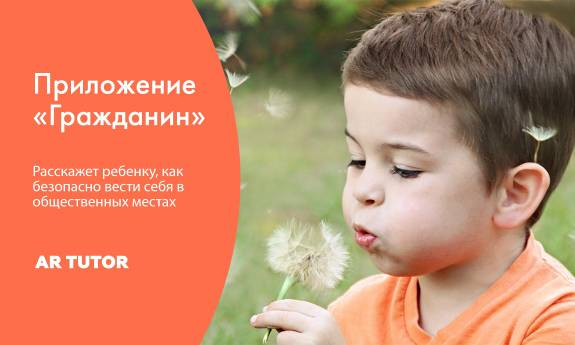 Приложение
«Гражданин»
Расскажет ребенку, как
безопасно вести себя в
общественных местах
AR TUTOR